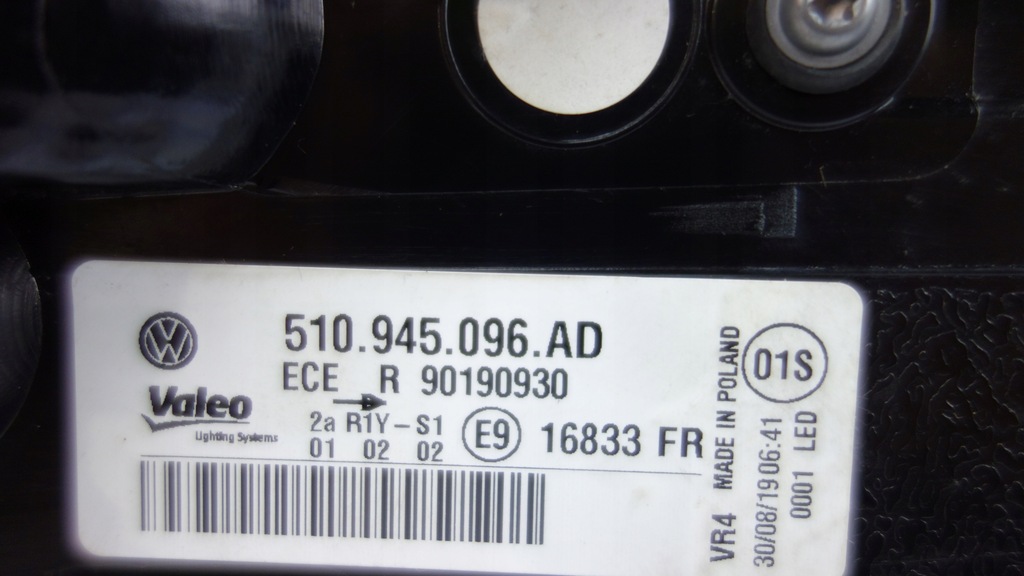 510.945.096.AD
ECE R 90190930
Valeo
Lighting Systems
2a R1Y - S1
01 02 02
E9 16833 FR
VR4 MADE IN POLAND
30/08/19 06:41
0001 LED
01S